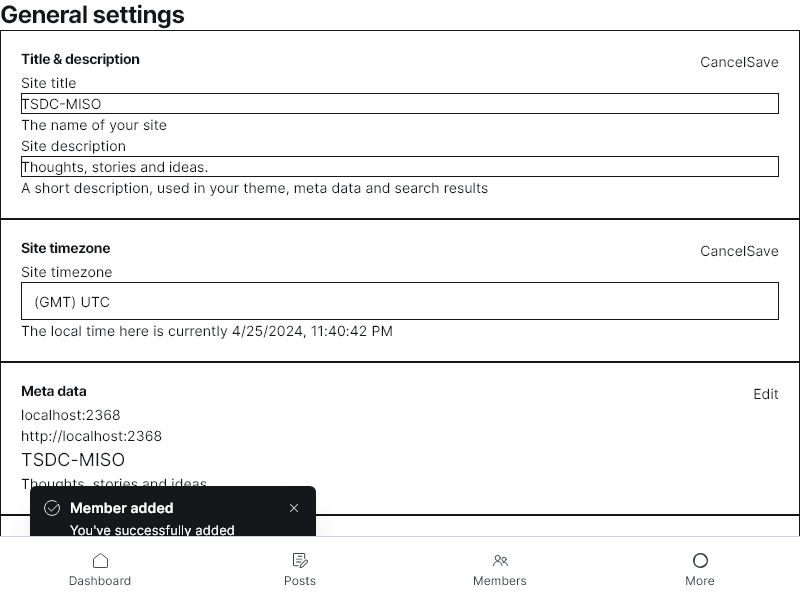 General settings
Title & description
CancelSave
Site title
TSDC-MISO
The name of your site
Site description
Thoughts, stories and ideas.
A short description, used in your theme, meta data and search results
Site timezone
CancelSave
Site timezone
(GMT) UTC
The local time here is currently 4/25/2024, 11:40:42 PM
Meta data
Edit
localhost:2368
http://localhost:2368
TSDC-MISO
Thoughts, stories and ideas.
Member added
You've successfully added
Dashboard
Posts
Members
More